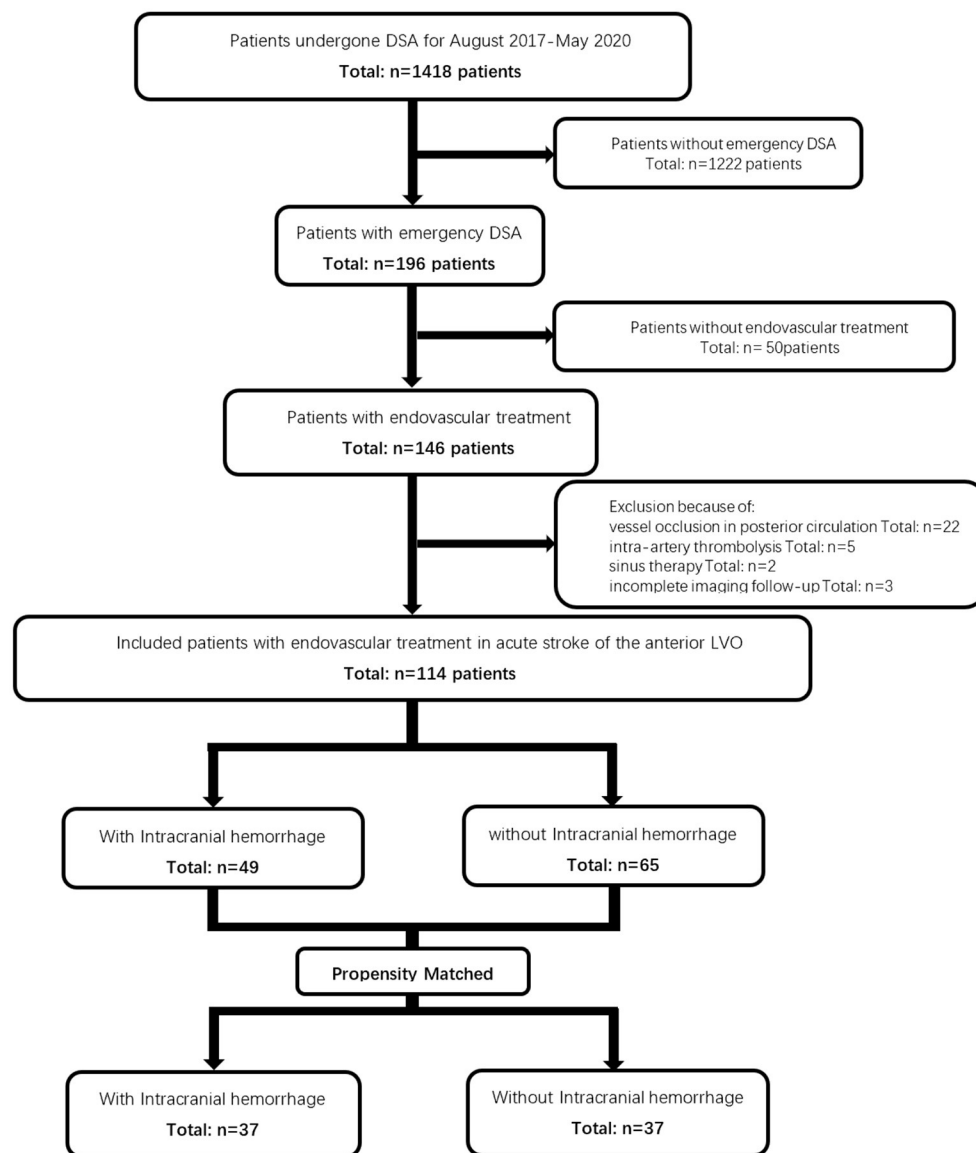 Patients undergone DSA for August 2017-May 2020
Total: n=1418 patients
Patients without emergency DSA
Total: n=1222 patients
Patients with emergency DSA
Total: n=196 patients
Patients without endovascular treatment
Total: n= 50patients
Patients with endovascular treatment
Total: n=146 patients
Exclusion because of:
vessel occlusion in posterior circulation Total: n=22
intra-artery thrombolysis Total: n=5
sinus therapy Total: n=2
incomplete imaging follow-up Total: n=3
Included patients with endovascular treatment in acute stroke of the anterior LVO
Total: n=114 patients
With Intracranial hemorrhage
Total: n=49
without Intracranial hemorrhage
Total: n=65
Propensity Matched
With Intracranial hemorrhage
Total: n=37
Without Intracranial hemorrhage
Total: n=37